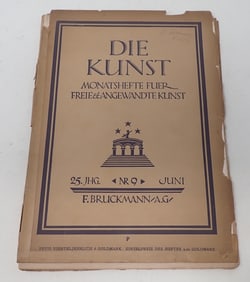 DIE
KUNST
MONATSHEFTE FUER
FREIE U. ANGEWANDTE KUNST
25. JHG. NR 9 JUNI
F. BRUCKMANN A.G.